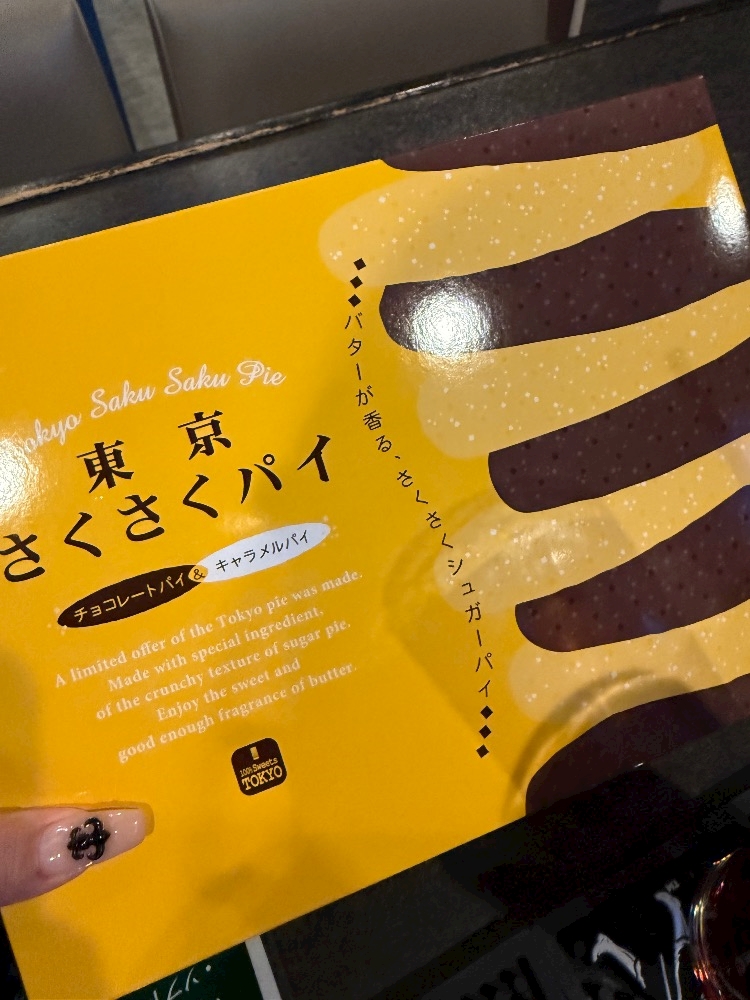 Tokyo Saku Saku Pie
東京
さくさくパイ
チョコレートパイ & キャラメルパイ
A limited offer of the Tokyo pie was made.
Made with special ingredient,
of the crunchy texture of sugar pie.
Enjoy the sweet and
good enough fragrance of butter.
100% Sweets
TOKYO
◆◆◆バターが香る、さくさくシュガーパイ◆◆◆